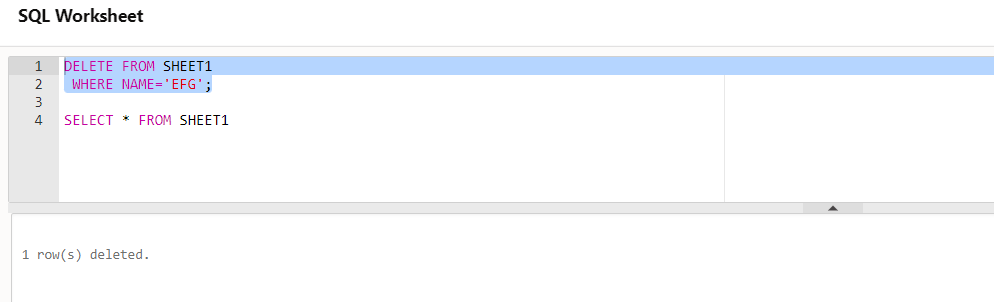 SQL Worksheet
1 DELETE FROM SHEET1
2 WHERE NAME='EFG';
3
4 SELECT * FROM SHEET1
1 row(s) deleted.